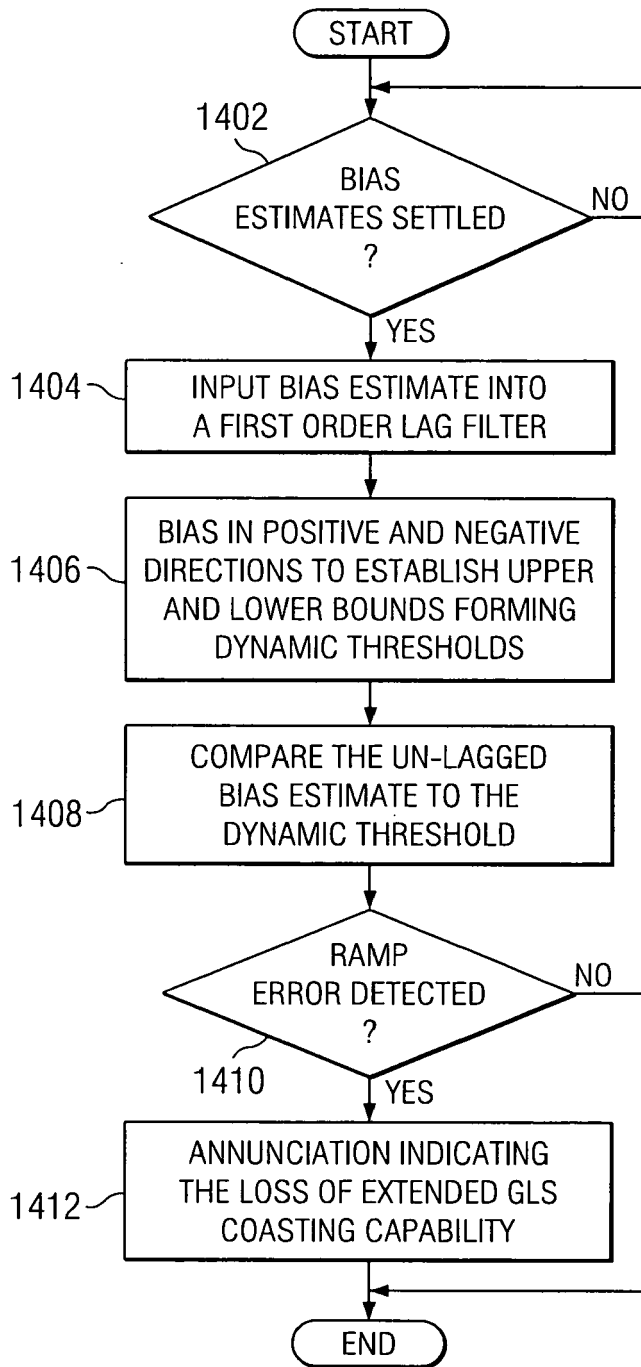 START
1402
BIAS
ESTIMATES SETTLED
?
NO
YES
1404
INPUT BIAS ESTIMATE INTO
A FIRST ORDER LAG FILTER
1406
BIAS IN POSITIVE AND NEGATIVE
DIRECTIONS TO ESTABLISH UPPER
AND LOWER BOUNDS FORMING
DYNAMIC THRESHOLDS
1408
COMPARE THE UN-LAGGED
BIAS ESTIMATE TO THE
DYNAMIC THRESHOLD
RAMP
ERROR DETECTED
?
NO
1410
YES
1412
ANNUNCIATION INDICATING
THE LOSS OF EXTENDED GLS
COASTING CAPABILITY
END